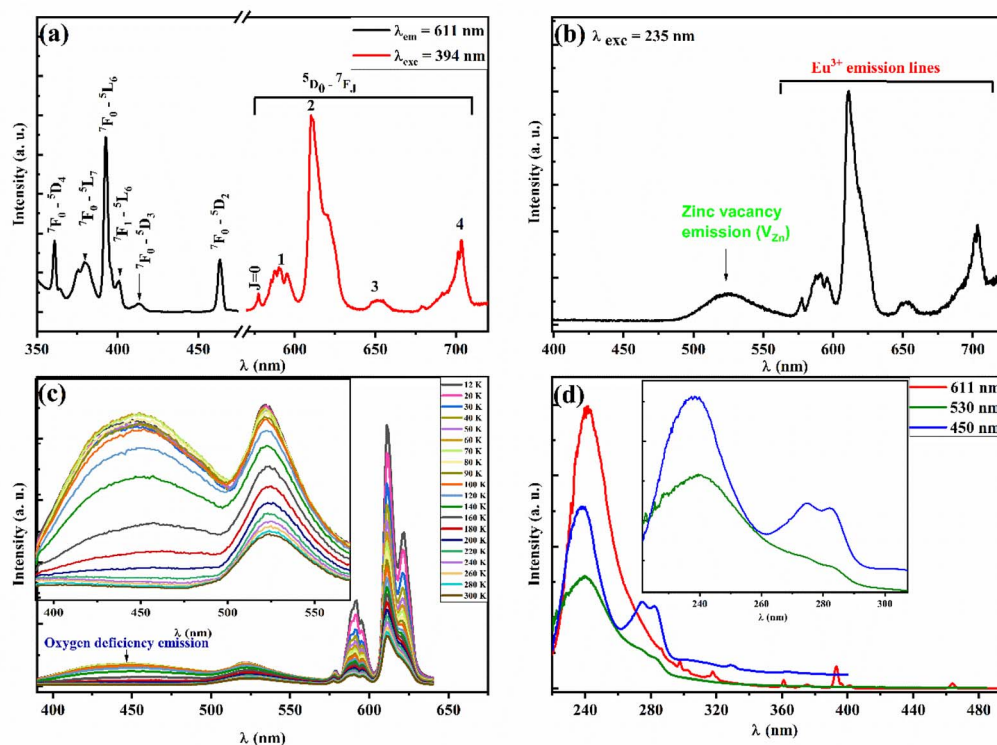 (a)
λem = 611 nm
λexc = 394 nm
⁵D₀ - ⁷F_J
⁷F₀ - ⁵D₄
⁷F₀ - ⁵L₇
⁷F₀ - ⁵L₆
⁷F₁ - ⁵L₆
⁷F₀ - ⁵D₃
⁷F₀ - ⁵D₂
J=0
1
2
3
4
Intensity (a. u.)
350 400 450 600 650 700
λ (nm)
(b)
λ exc = 235 nm
Eu³⁺ emission lines
Zinc vacancy
emission (V_Zn)
Intensity (a. u.)
400 450 500 550 600 650 700
λ (nm)
(c)
12 K
20 K
30 K
40 K
50 K
60 K
70 K
80 K
90 K
100 K
120 K
140 K
160 K
180 K
200 K
220 K
240 K
260 K
280 K
300 K
400 450 500 550
λ (nm)
Oxygen deficiency emission
Intensity (a. u.)
400 450 500 550 600 650
λ (nm)
(d)
611 nm
530 nm
450 nm
240 260 280 300
λ (nm)
Intensity (a. u.)
240 280 320 360 400 440 480
λ (nm)